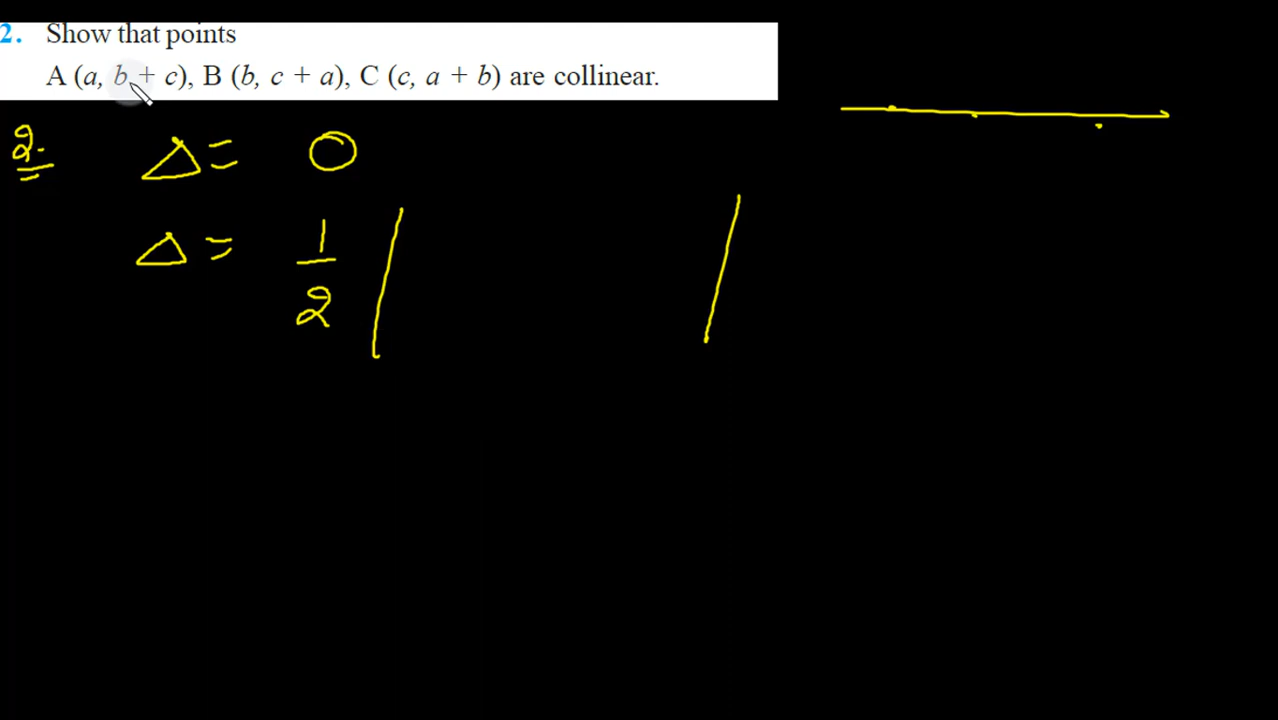 2. Show that points
A (a, b + c), B (b, c + a), C (c, a + b) are collinear.
2. Δ = 0
Δ = 1/2 | |